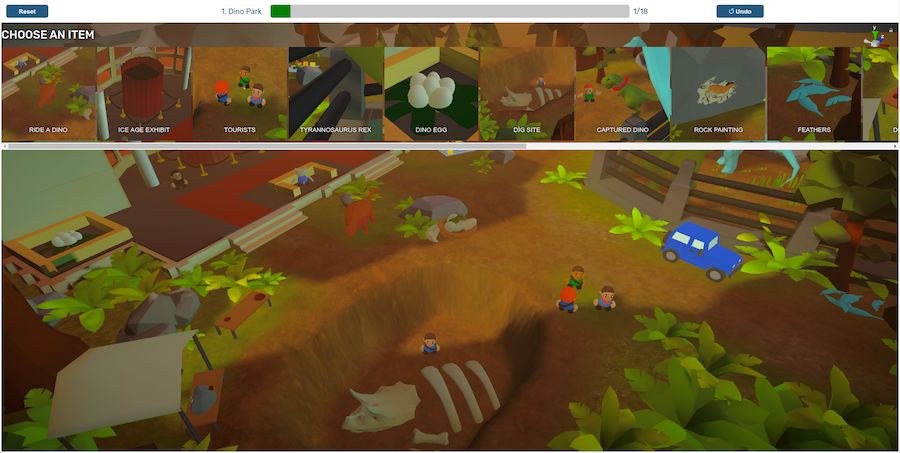 Reset
1. Dino Park
1/18
Undo
CHOOSE AN ITEM
y
RIDE A DINO
ICE AGE EXHIBIT
TOURISTS
TYRANNOSAURUS REX
DINO EGG
DIG SITE
CAPTURED DINO
ROCK PAINTING
FEATHERS